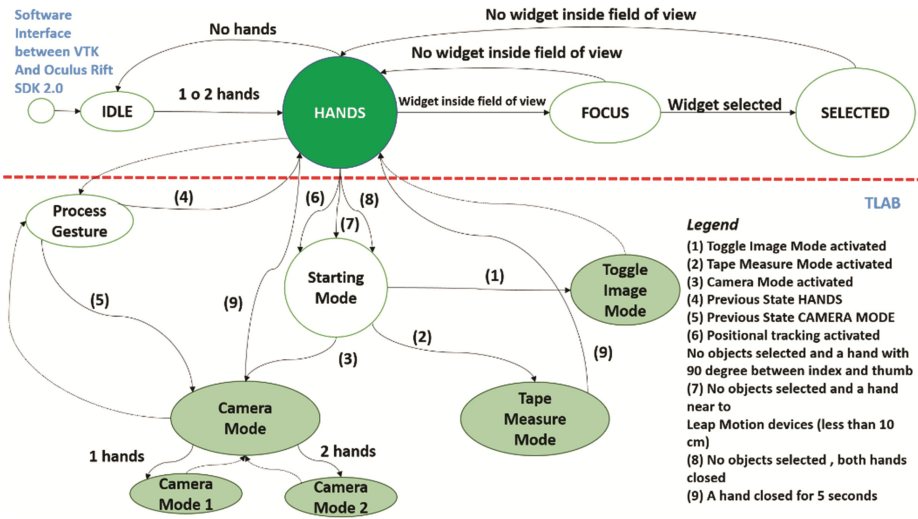 Software
Interface
between VTK
And Oculus Rift
SDK 2.0
No widget inside field of view
No hands
No widget inside field of view
1 o 2 hands
Widget inside field of view
Widget selected
IDLE
HANDS
FOCUS
SELECTED
TLAB
Process
Gesture
(4)
(6)
(8)
(7)
Starting
Mode
(1)
Toggle
Image
Mode
(5)
(9)
(3)
(2)
(9)
Camera
Mode
Tape
Measure
Mode
1 hands
2 hands
Camera
Mode 1
Camera
Mode 2
Legend
(1) Toggle Image Mode activated
(2) Tape Measure Mode activated
(3) Camera Mode activated
(4) Previous State HANDS
(5) Previous State CAMERA MODE
(6) Positional tracking activated
No objects selected and a hand with
90 degree between index and thumb
(7) No objects selected and a hand
near to
Leap Motion devices (less than 10
cm)
(8) No objects selected , both hands
closed
(9) A hand closed for 5 seconds